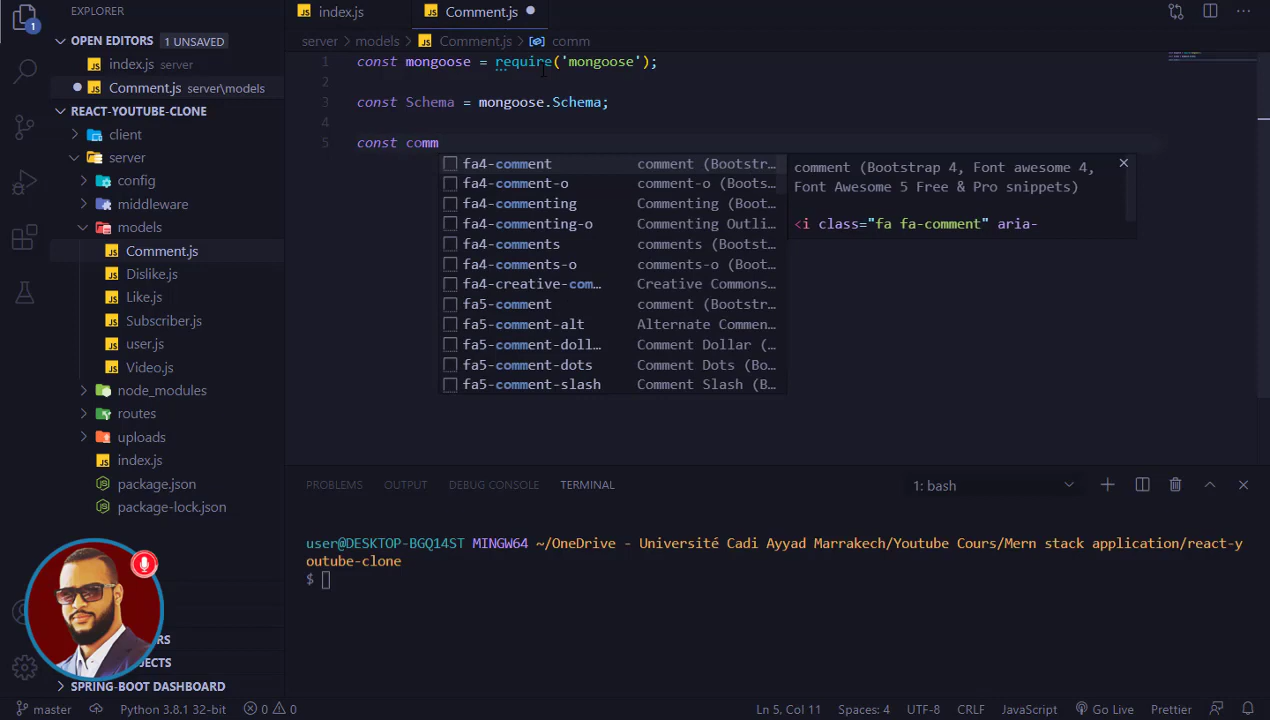 EXPLORER
OPEN EDITORS 1 UNSAVED
index.js server
Comment.js server\models
REACT-YOUTUBE-CLONE
client
server
config
middleware
models
Comment.js
Dislike.js
Like.js
Subscriber.js
user.js
Video.js
node_modules
routes
uploads
index.js
package.json
package-lock.json
SPRING-BOOT DASHBOARD
index.js Comment.js
server > models > Comment.js > comm
1 const mongoose = require('mongoose');
2
3 const Schema = mongoose.Schema;
4
5 const comm
fa4-comment comment (Bootstr...
fa4-comment-o comment-o (Boots...
fa4-commenting Commenting (Boot...
fa4-commenting-o Commenting Outli...
fa4-comments comments (Bootst...
fa4-comments-o comments-o (Boot...
fa4-creative-com... Creative Commons...
fa5-comment comment (Bootstr...
fa5-comment-alt Alternate Commen...
fa5-comment-doll... Comment Dollar (...
fa5-comment-dots Comment Dots (Bo...
fa5-comment-slash Comment Slash (B...
comment (Bootstrap 4, Font awesome 4,
Font Awesome 5 Free & Pro snippets)
<i class="fa fa-comment" aria-
PROBLEMS OUTPUT DEBUG CONSOLE TERMINAL 1: bash
user@DESKTOP-BGQ14ST MINGW64 ~/OneDrive - Université Cadi Ayyad Marrakech/Youtube Cours/Mern stack application/react-y
outube-clone
$
master Python 3.8.1 32-bit 0 0 Ln 5, Col 11 Spaces: 4 UTF-8 CRLF JavaScript Go Live Prettier